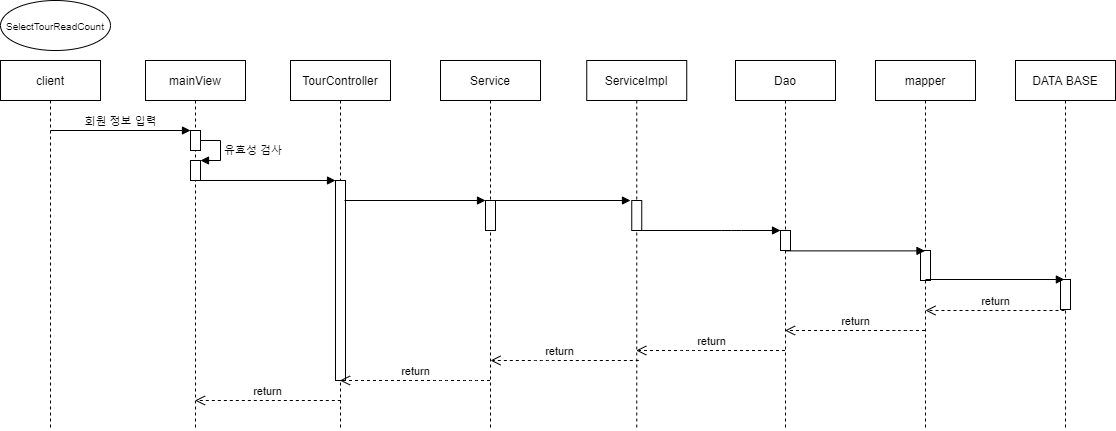 SelectTourReadCount
client
mainView
TourController
Service
ServiceImpl
Dao
mapper
DATA BASE
회원 정보 입력
유효성 검사
return
return
return
return
return
return